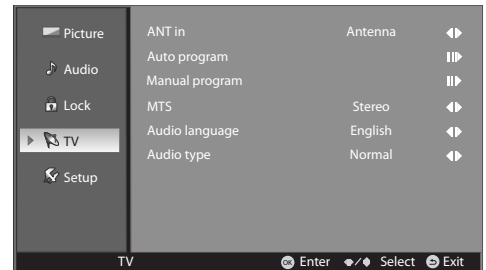 Picture
Audio
Lock
TV
Setup
ANT in Antenna
Auto program
Manual program
MTS Stereo
Audio language English
Audio type Normal
TV OK Enter / Select Exit